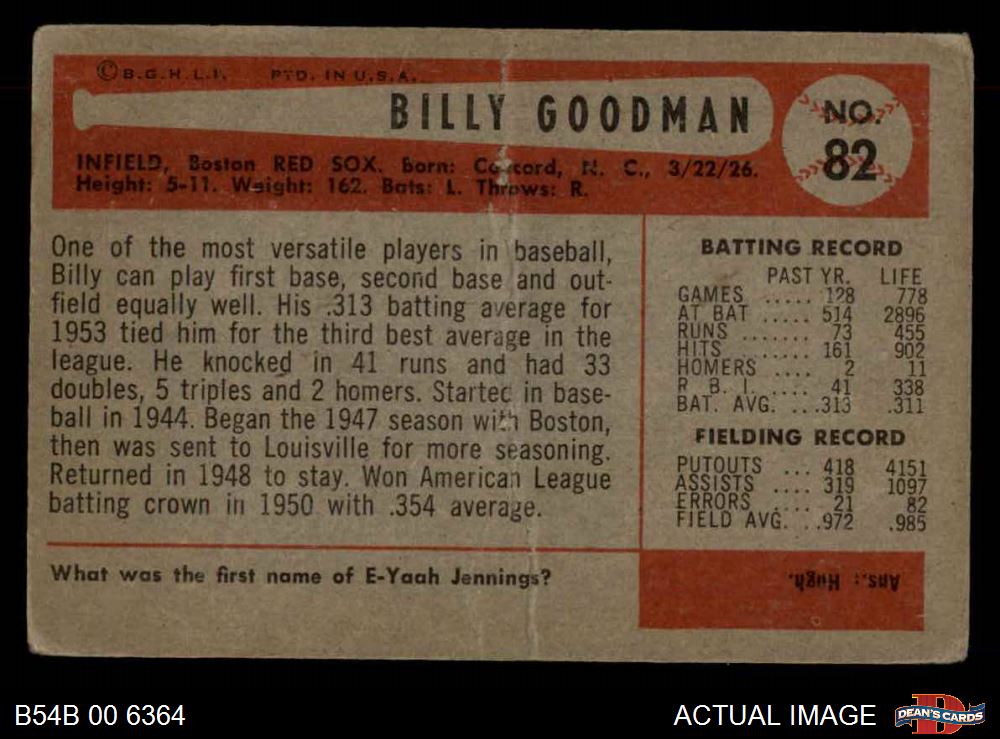 © B.G.H.L.I. PTD. IN U.S.A.
BILLY GOODMAN
NO.
82
INFIELD, Boston RED SOX. Born: Concord, N. C., 3/22/26.
Height: 5-11. Weight: 162. Bats: L. Throws: R.
One of the most versatile players in baseball,
Billy can play first base, second base and out-
field equally well. His .313 batting average for
1953 tied him for the third best average in the
league. He knocked in 41 runs and had 33
doubles, 5 triples and 2 homers. Started in base-
ball in 1944. Began the 1947 season with Boston,
then was sent to Louisville for more seasoning.
Returned in 1948 to stay. Won American League
batting crown in 1950 with .354 average.
BATTING RECORD
PAST YR. LIFE
GAMES ..... 128 778
AT BAT ..... 514 2896
RUNS ....... 73 455
HITS ....... 161 902
HOMERS .... 2 11
R. B. I. .... 41 338
BAT. AVG. ...313 .311
FIELDING RECORD
PUTOUTS ... 418 4151
ASSISTS .... 319 1097
ERRORS .... 21 82
FIELD AVG. ..972 .985
What was the first name of E-Yaah Jennings?
Ans.: Hugh.
B54B 00 6364
ACTUAL IMAGE
DEAN'S CARDS